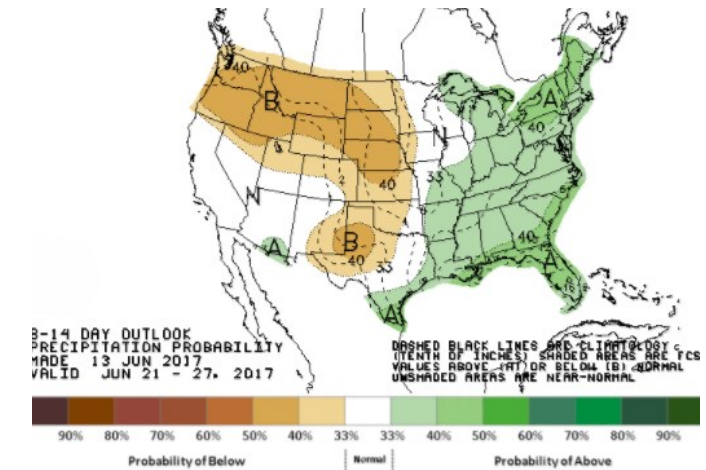 40
B
A
40
N
33
40
2
N
A
B
40
33
40
A
A
8-14 DAY OUTLOOK
PRECIPITATION PROBABILITY
MADE 13 JUN 2017
VALID JUN 21 - 27, 2017
DASHED BLACK LINES ARE CLIMATOLOGY
(TENTH OF INCHES) SHADED AREAS ARE FCS
VALUES ABOVE (A) OR BELOW (B) NORMAL
UNSHADED AREAS ARE NEAR-NORMAL
90% 80% 70% 60% 50% 40% 33% 33% 40% 50% 60% 70% 80% 90%
Probability of Below Normal Probability of Above